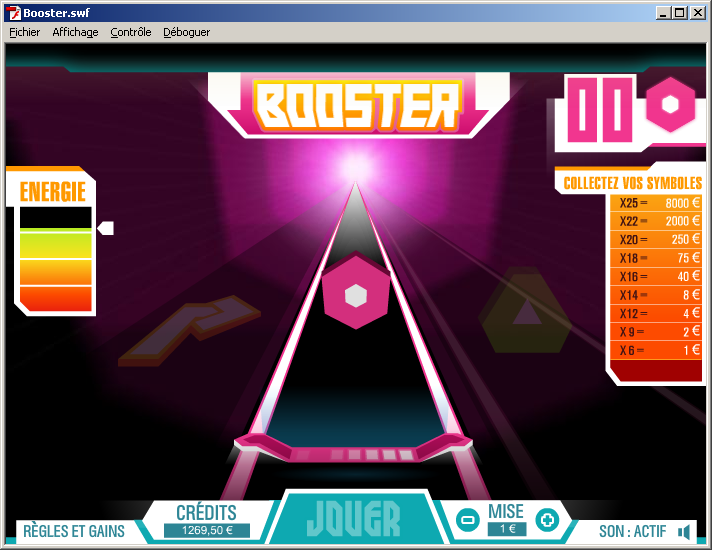 Booster.swf
Fichier Affichage Contrôle Déboguer
BOOSTER
00
ENERGIE
COLLECTEZ VOS SYMBOLES
X25 = 8000 €
X22 = 2000 €
X20 = 250 €
X18 = 75 €
X16 = 40 €
X14 = 8 €
X12 = 4 €
X 9 = 2 €
X 6 = 1 €
RÈGLES ET GAINS
CRÉDITS
1269,50 €
JOUER
MISE
1 €
SON : ACTIF